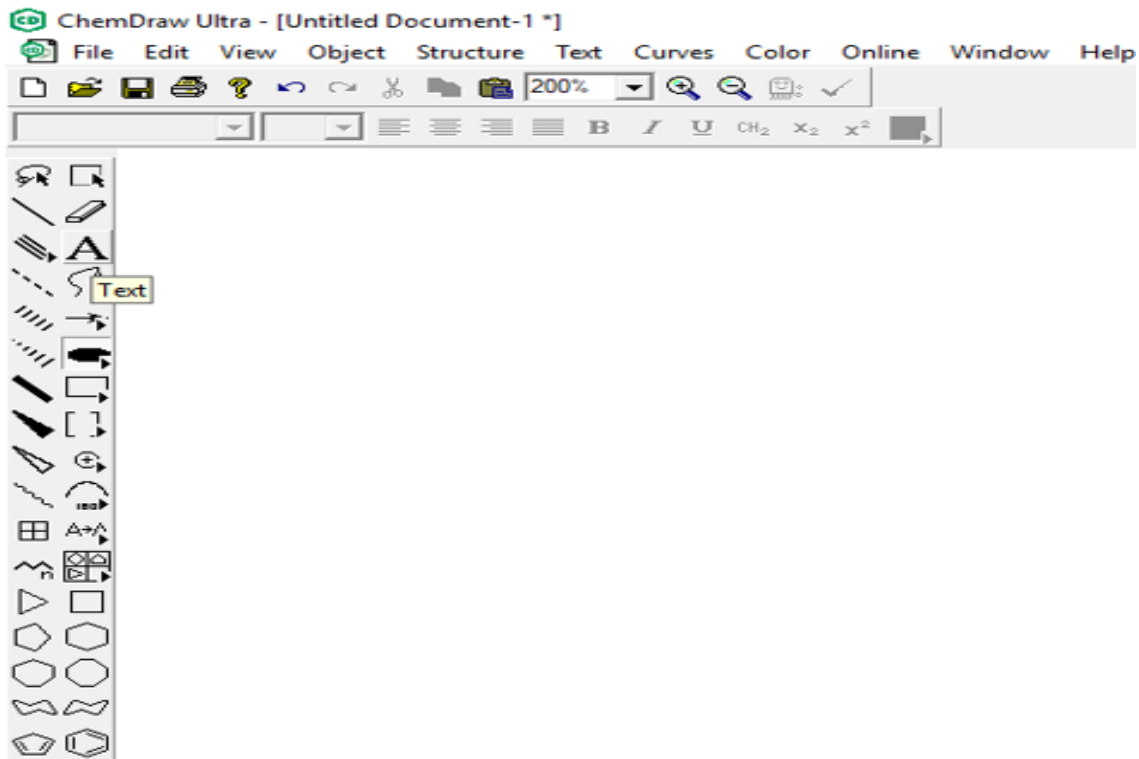 ChemDraw Ultra - [Untitled Document-1 *]
File Edit View Object Structure Text Curves Color Online Window Help
200%
B I U CH₂ X₂ X²
A
Text
A
n